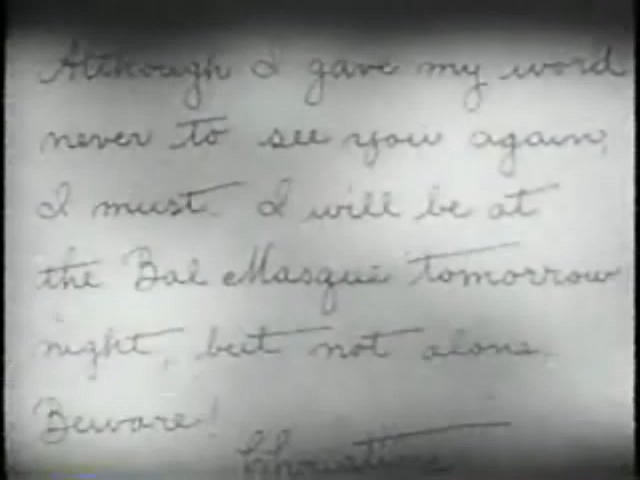 Although I gave my word
never to see you again,
I must. I will be at
the Bal Masque tomorrow
night, but not alone.
Beware!
Christine